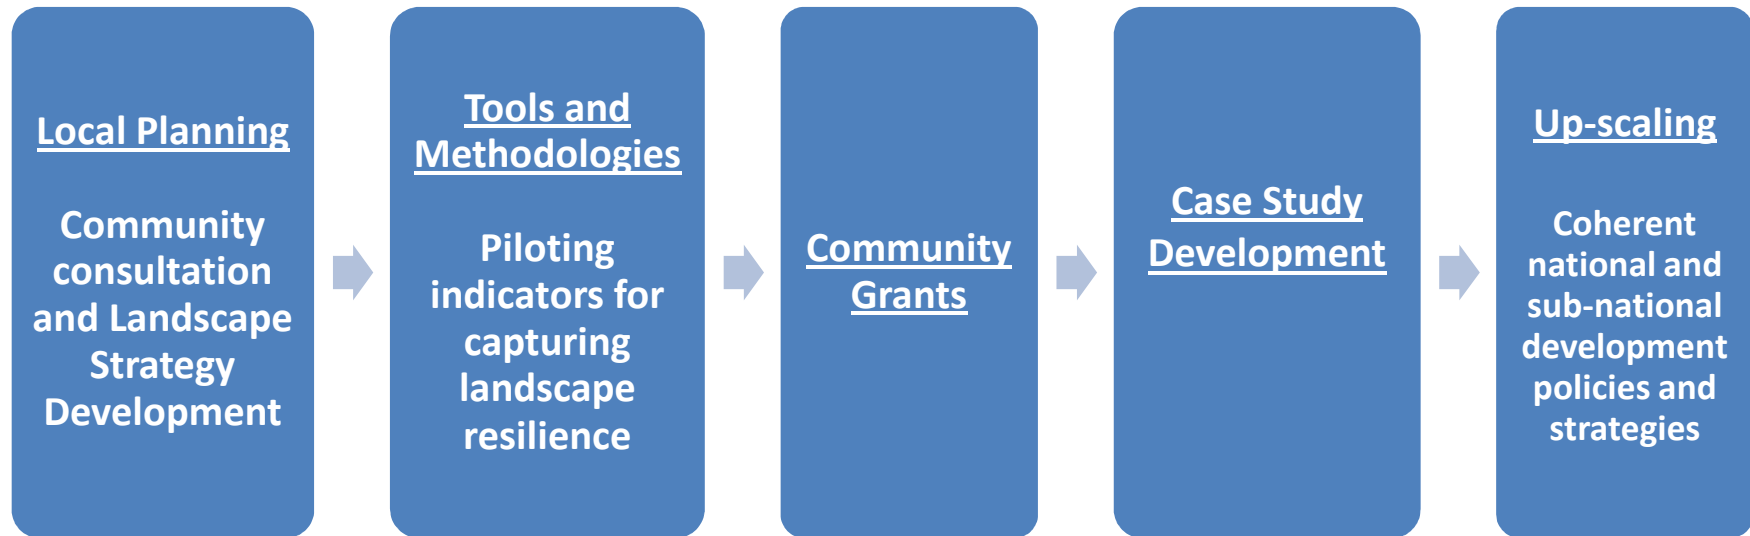 Local Planning
Community
consultation
and Landscape
Strategy
Development
Tools and
Methodologies
Piloting
indicators for
capturing
landscape
resilience
Community
Grants
Case Study
Development
Up-scaling
Coherent
national and
sub-national
development
policies and
strategies